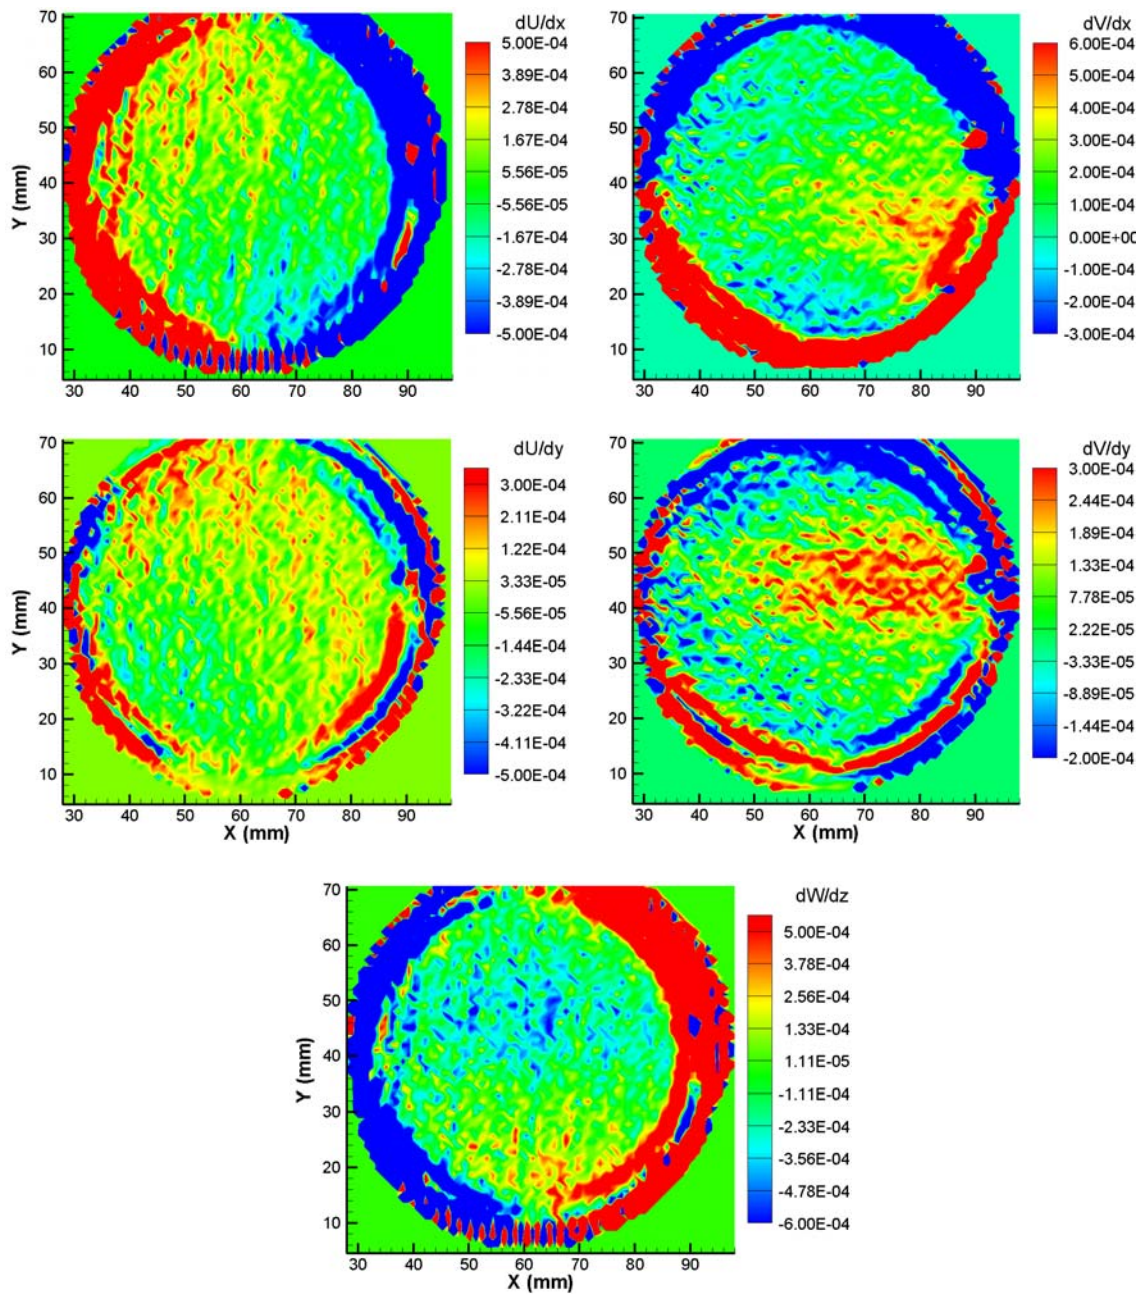 dU/dx
70
60
50
40
30
20
10
Y (mm)
30 40 50 60 70 80 90
5.00E-04
3.89E-04
2.78E-04
1.67E-04
5.56E-05
-5.56E-05
-1.67E-04
-2.78E-04
-3.89E-04
-5.00E-04
dV/dx
70
60
50
40
30
20
10
30 40 50 60 70 80 90
6.00E-04
5.00E-04
4.00E-04
3.00E-04
2.00E-04
1.00E-04
0.00E+00
-1.00E-04
-2.00E-04
-3.00E-04
dU/dy
70
60
50
40
30
20
10
Y (mm)
30 40 50 60 70 80 90
X (mm)
3.00E-04
2.11E-04
1.22E-04
3.33E-05
-5.56E-05
-1.44E-04
-2.33E-04
-3.22E-04
-4.11E-04
-5.00E-04
dV/dy
70
60
50
40
30
20
10
30 40 50 60 70 80 90
X (mm)
3.00E-04
2.44E-04
1.89E-04
1.33E-04
7.78E-05
2.22E-05
-3.33E-05
-8.89E-05
-1.44E-04
-2.00E-04
dW/dz
70
60
50
40
30
20
10
Y (mm)
30 40 50 60 70 80 90
X (mm)
5.00E-04
3.78E-04
2.56E-04
1.33E-04
1.11E-05
-1.11E-04
-2.33E-04
-3.56E-04
-4.78E-04
-6.00E-04